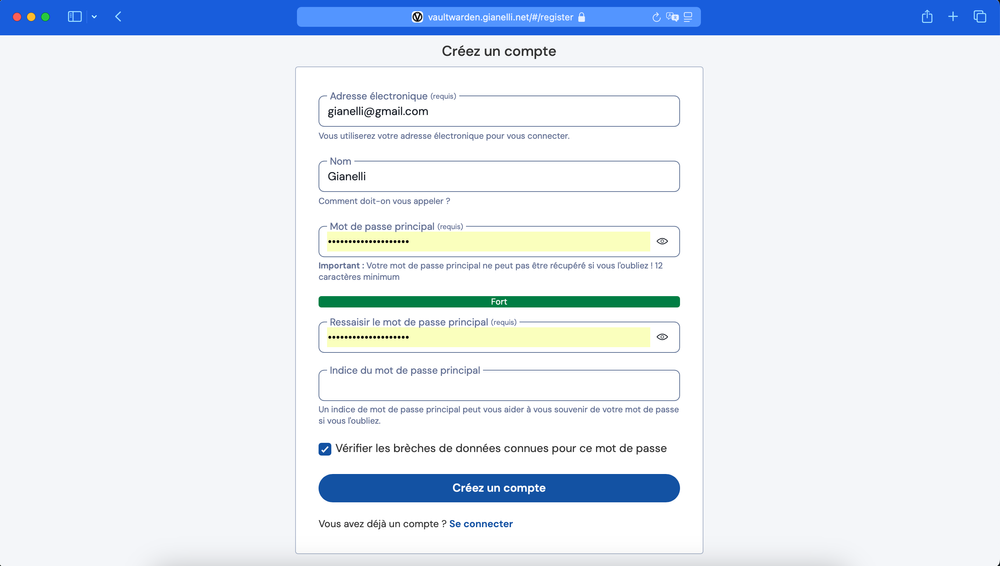 vaultwarden.gianelli.net/#/register
Créez un compte
Adresse électronique (requis)
gianelli@gmail.com
Vous utiliserez votre adresse électronique pour vous connecter.
Nom
Gianelli
Comment doit-on vous appeler ?
Mot de passe principal (requis)
••••••••••••••••••••
Important : Votre mot de passe principal ne peut pas être récupéré si vous l'oubliez ! 12
caractères minimum
Fort
Ressaisir le mot de passe principal (requis)
••••••••••••••••••••
Indice du mot de passe principal
Un indice de mot de passe principal peut vous aider à vous souvenir de votre mot de passe
si vous l'oubliez.
Vérifier les brèches de données connues pour ce mot de passe
Créez un compte
Vous avez déjà un compte ? Se connecter